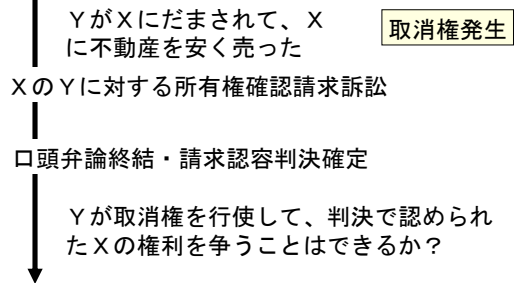 YがXにだまされて、X
に不動産を安く売った
取消権発生
XのYに対する所有権確認請求訴訟
口頭弁論終結・請求認容判決確定
Yが取消権を行使して、判決で認められ
たXの権利を争うことはできるか？